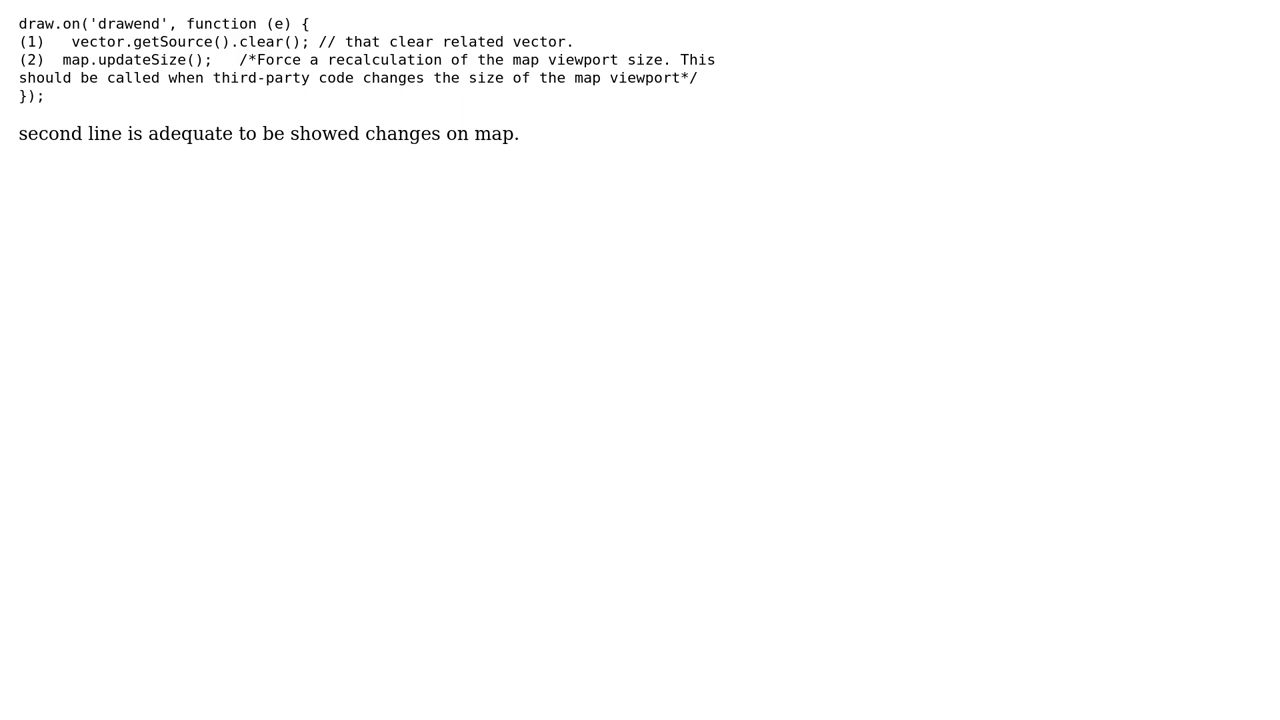 draw.on('drawend', function (e) {
(1)   vector.getSource().clear(); // that clear related vector.
(2)  map.updateSize();   /*Force a recalculation of the map viewport size. This
should be called when third-party code changes the size of the map viewport*/
});
second line is adequate to be showed changes on map.